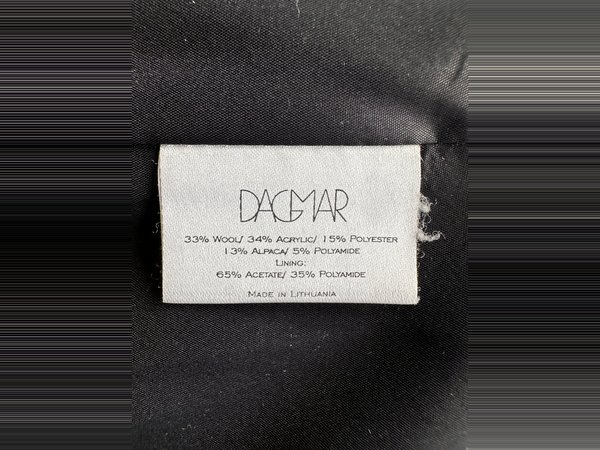 DAGMAR
33% Wool/ 34% Acrylic/ 15% Polyester
13% Alpaca/ 5% Polyamide
Lining:
65% Acetate/ 35% Polyamide
Made in Lithuania